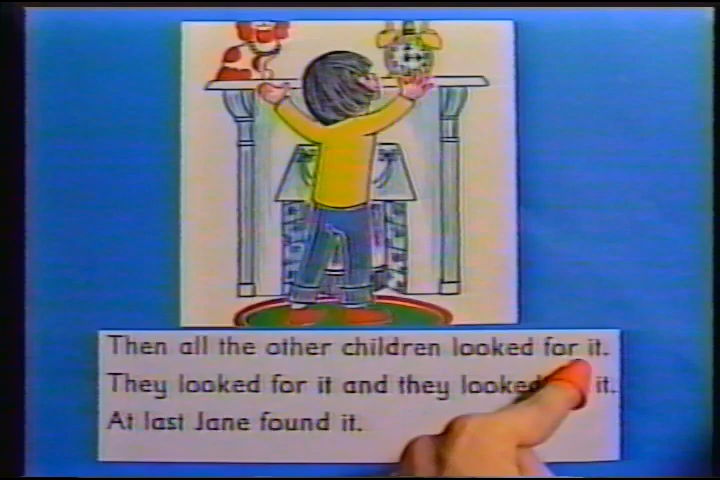 Then all the other children looked for it.
They looked for it and they looked it.
At last Jane found it.